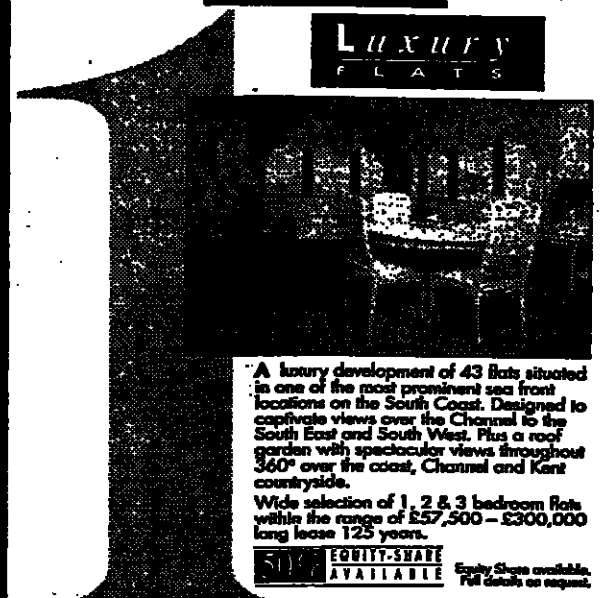 Luxury
FLATS
A luxury development of 43 flats situated
in one of the most prominent sea front
locations on the South Coast. Designed to
captivate views over the Channel to the
South East and South West. Plus a roof
garden with spectacular views throughout
360° over the coast, Channel and Kent
countryside.
Wide selection of 1, 2 & 3 bedroom flats
within the range of £57,500 – £300,000
long lease 125 years.
50% EQUITY-SHARE
AVAILABLE
Equity Share available.
Full details on request.